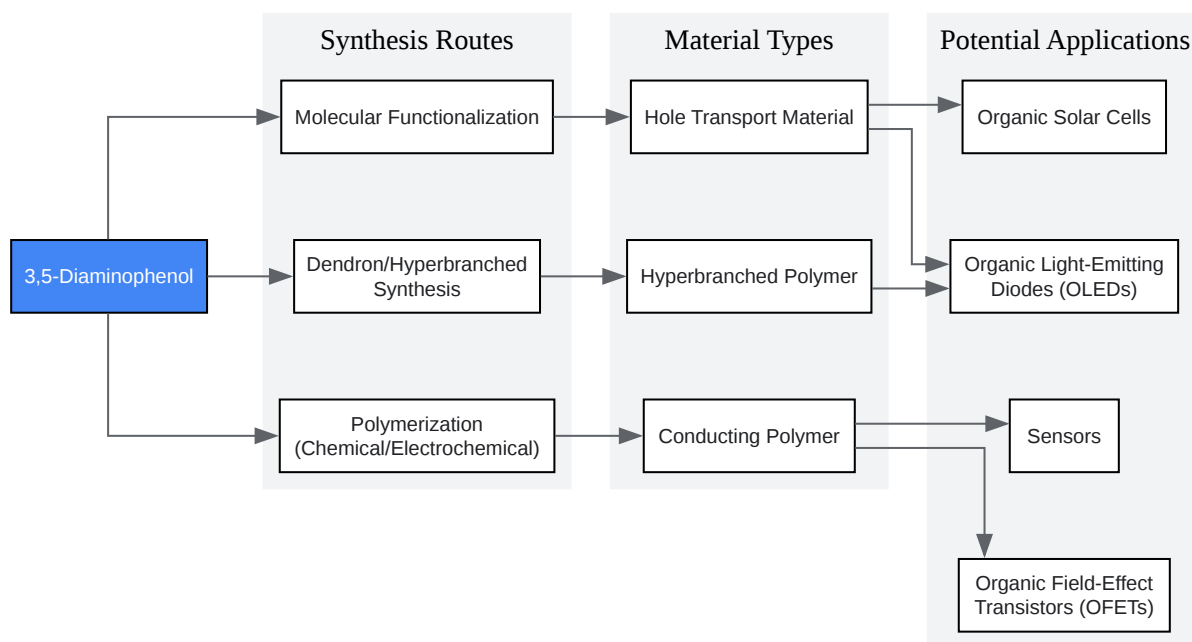 Synthesis Routes
Material Types
Potential Applications
Molecular Functionalization
Hole Transport Material
Organic Solar Cells
3,5-Diaminophenol
Dendron/Hyperbranched
Synthesis
Hyperbranched Polymer
Organic Light-Emitting
Diodes (OLEDs)
Polymerization
(Chemical/Electrochemical)
Conducting Polymer
Sensors
Organic Field-Effect
Transistors (OFETs)